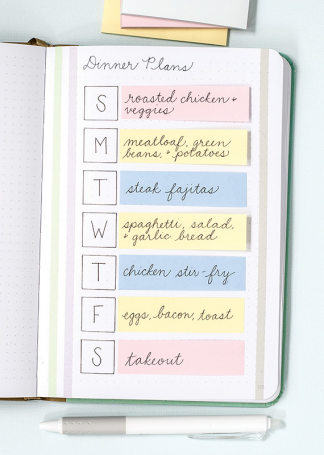 Dinner Plans
S
roasted chicken +
veggies
M
meatloaf, green
beans, + potatoes
T
steak fajitas
W
spaghetti, salad,
+ garlic bread
T
chicken stir-fry
F
eggs, bacon, toast
S
takeout